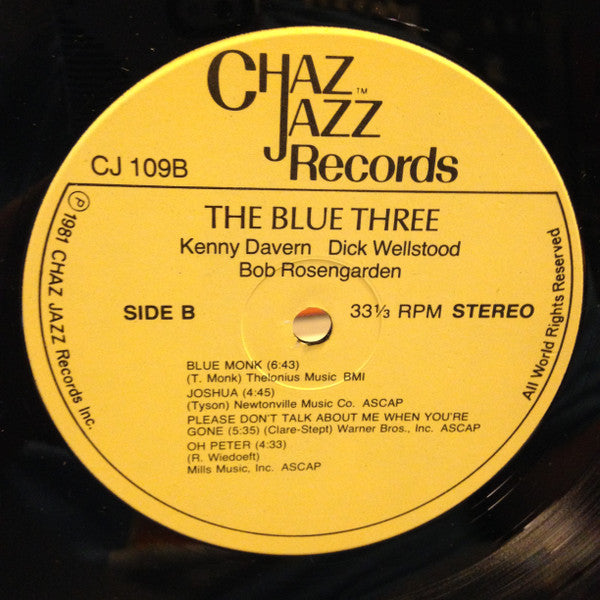 CHAZ™
JAZZ
Records
CJ 109B
℗ 1981 CHAZ JAZZ Records Inc.
THE BLUE THREE
Kenny Davern Dick Wellstood
Bob Rosengarden
SIDE B
33⅓ RPM STEREO
All World Rights Reserved
BLUE MONK (6:43)
(T. Monk) Thelonius Music BMI
JOSHUA (4:45)
(Tyson) Newtonville Music Co. ASCAP
PLEASE DON'T TALK ABOUT ME WHEN YOU'RE
GONE (5:35) (Clare-Stept) Warner Bros., Inc. ASCAP
OH PETER (4:33)
(R. Wiedoeft)
Mills Music, Inc. ASCAP